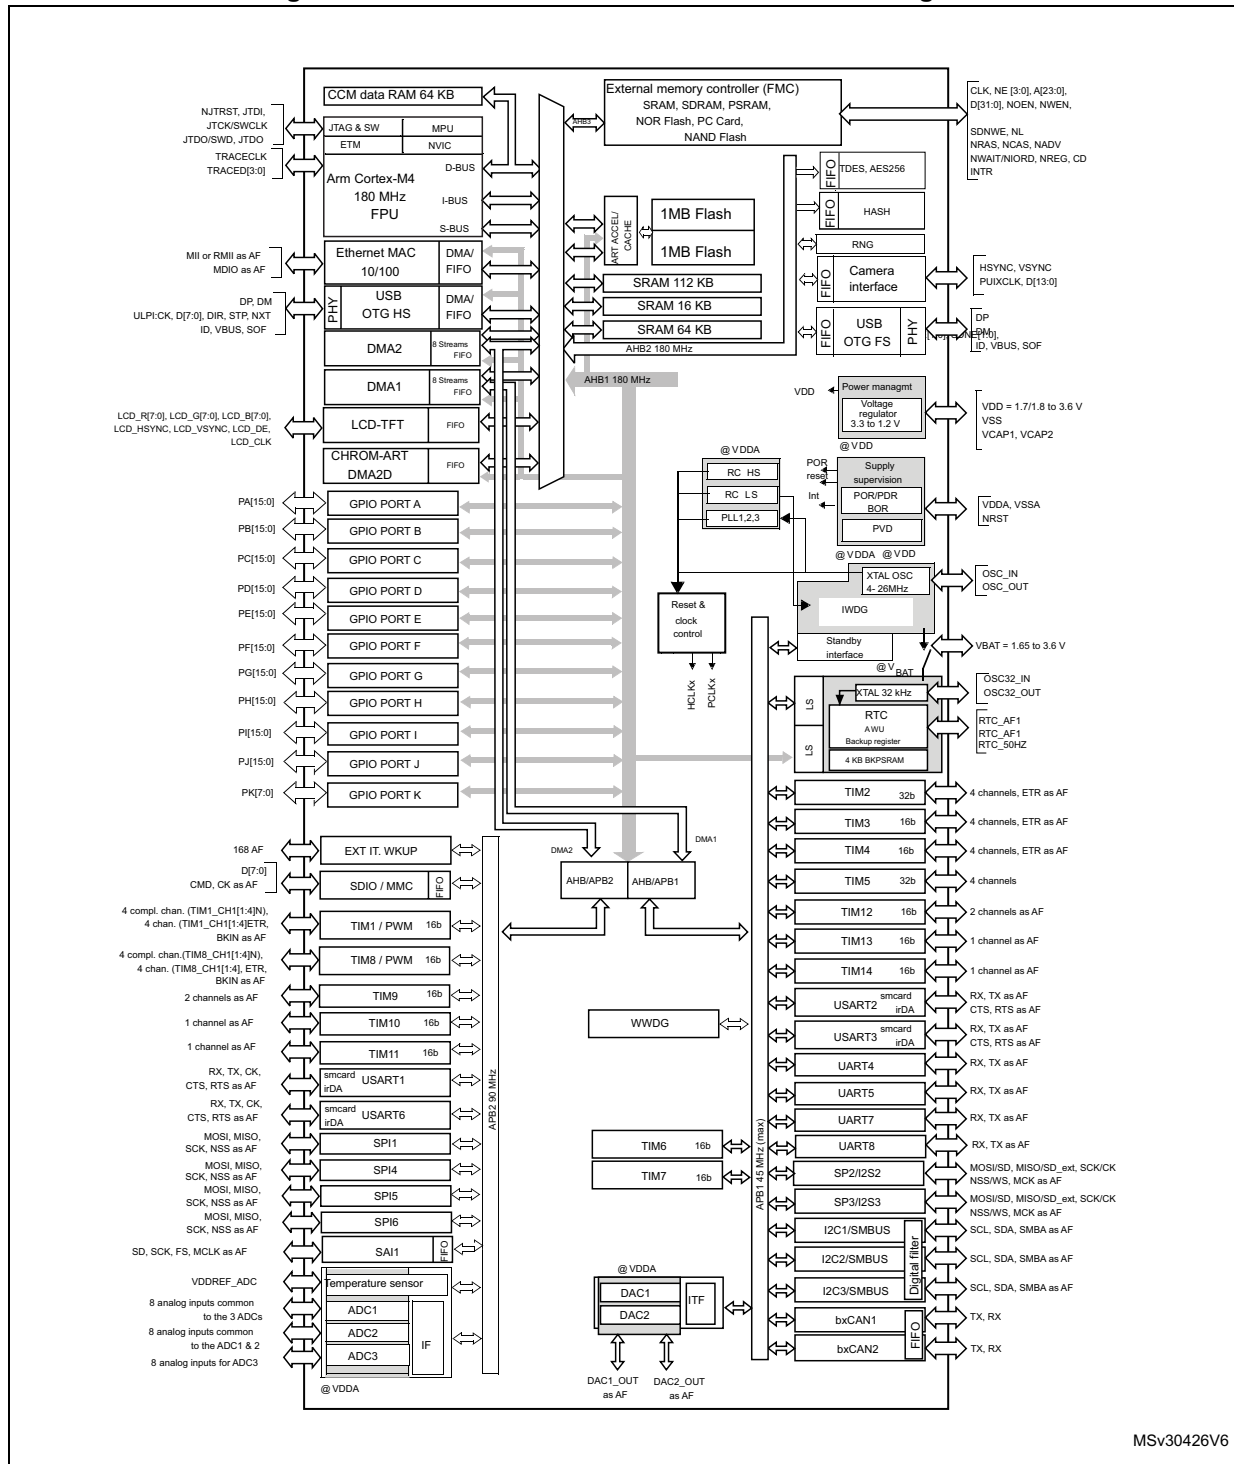 CCM data RAM 64 KB
External memory controller (FMC)
SRAM, SDRAM, PSRAM,
NOR Flash, PC Card,
NAND Flash
AHB3
CLK, NE [3:0], A[23:0],
D[31:0], NOEN, NWEN,
SDNWE, NL
NRAS, NCAS, NADV
NWAIT/NIORD, NREG, CD
INTR
NJTRST, JTDI,
JTCK/SWCLK
JTDO/SWD, JTDO
TRACECLK
TRACED[3:0]
JTAG & SW
MPU
ETM
NVIC
Arm Cortex-M4
180 MHz
FPU
D-BUS
I-BUS
S-BUS
ART ACCEL/
CACHE
1MB Flash
1MB Flash
SRAM 112 KB
SRAM 16 KB
SRAM 64 KB
AHB2 180 MHz
AHB1 180 MHz
FIFO
TDES, AES256
FIFO
HASH
RNG
FIFO
Camera
interface
HSYNC, VSYNC
PUIXCLK, D[13:0]
FIFO
USB
OTG FS
PHY
DP
DM
ID, VBUS, SOF
MII or RMII as AF
MDIO as AF
Ethernet MAC
10/100
DMA/
FIFO
DP, DM
ULPI:CK, D[7:0], DIR, STP, NXT
ID, VBUS, SOF
PHY
USB
OTG HS
DMA/
FIFO
DMA2
8 Streams
FIFO
DMA1
8 Streams
FIFO
LCD_R[7:0], LCD_G[7:0], LCD_B[7:0],
LCD_HSYNC, LCD_VSYNC, LCD_DE,
LCD_CLK
LCD-TFT
FIFO
CHROM-ART
DMA2D
FIFO
VDD
Power managmt
Voltage
regulator
3.3 to 1.2 V
@VDD
VDD = 1.7/1.8 to 3.6 V
VSS
VCAP1, VCAP2
@VDDA
RC HS
RC LS
PLL1,2,3
POR
reset
Int
Supply
supervision
POR/PDR
BOR
PVD
VDDA, VSSA
NRST
@VDDA @VDD
XTAL OSC
4- 26MHz
OSC_IN
OSC_OUT
IWDG
Reset &
clock
control
HCLKx
PCLKx
Standby
interface
VBAT = 1.65 to 3.6 V
@VBAT
LS
LS
XTAL 32 kHz
OSC32_IN
OSC32_OUT
RTC
AWU
Backup register
RTC_AF1
RTC_AF1
RTC_50HZ
4 KB BKPSRAM
PA[15:0]
GPIO PORT A
PB[15:0]
GPIO PORT B
PC[15:0]
GPIO PORT C
PD[15:0]
GPIO PORT D
PE[15:0]
GPIO PORT E
PF[15:0]
GPIO PORT F
PG[15:0]
GPIO PORT G
PH[15:0]
GPIO PORT H
PI[15:0]
GPIO PORT I
PJ[15:0]
GPIO PORT J
PK[7:0]
GPIO PORT K
DMA2
DMA1
AHB/APB2
AHB/APB1
168 AF
EXT IT. WKUP
D[7:0]
CMD, CK as AF
SDIO / MMC
FIFO
4 compl. chan. (TIM1_CH1[1:4]N),
4 chan. (TIM1_CH1[1:4]ETR,
BKIN as AF
TIM1 / PWM 16b
4 compl. chan.(TIM8_CH1[1:4]N),
4 chan. (TIM8_CH1[1:4], ETR,
BKIN as AF
TIM8 / PWM 16b
2 channels as AF
TIM9 16b
1 channel as AF
TIM10 16b
1 channel as AF
TIM11 16b
RX, TX, CK,
CTS, RTS as AF
smcard
irDA
USART1
RX, TX, CK,
CTS, RTS as AF
smcard
irDA
USART6
MOSI, MISO,
SCK, NSS as AF
SPI1
MOSI, MISO,
SCK, NSS as AF
SPI4
MOSI, MISO,
SCK, NSS as AF
SPI5
MOSI, MISO,
SCK, NSS as AF
SPI6
SD, SCK, FS, MCLK as AF
SAI1
FIFO
VDDREF_ADC
Temperature sensor
8 analog inputs common
to the 3 ADCs
ADC1
8 analog inputs common
to the ADC1 & 2
ADC2
8 analog inputs for ADC3
ADC3
IF
@VDDA
APB2 90 MHz
WWDG
TIM6 16b
TIM7 16b
@VDDA
DAC1
DAC2
ITF
DAC1_OUT
as AF
DAC2_OUT
as AF
APB1 45 MHz (max)
TIM2 32b
4 channels, ETR as AF
TIM3 16b
4 channels, ETR as AF
TIM4 16b
4 channels, ETR as AF
TIM5 32b
4 channels
TIM12 16b
2 channels as AF
TIM13 16b
1 channel as AF
TIM14 16b
1 channel as AF
USART2
smcard
irDA
RX, TX as AF
CTS, RTS as AF
USART3
smcard
irDA
RX, TX as AF
CTS, RTS as AF
UART4
RX, TX as AF
UART5
RX, TX as AF
UART7
RX, TX as AF
UART8
RX, TX as AF
SP2/I2S2
MOSI/SD, MISO/SD_ext, SCK/CK
NSS/WS, MCK as AF
SP3/I2S3
MOSI/SD, MISO/SD_ext, SCK/CK
NSS/WS, MCK as AF
I2C1/SMBUS
SCL, SDA, SMBA as AF
I2C2/SMBUS
SCL, SDA, SMBA as AF
I2C3/SMBUS
SCL, SDA, SMBA as AF
Digital filter
bxCAN1
TX, RX
bxCAN2
TX, RX
FIFO
MSv30426V6